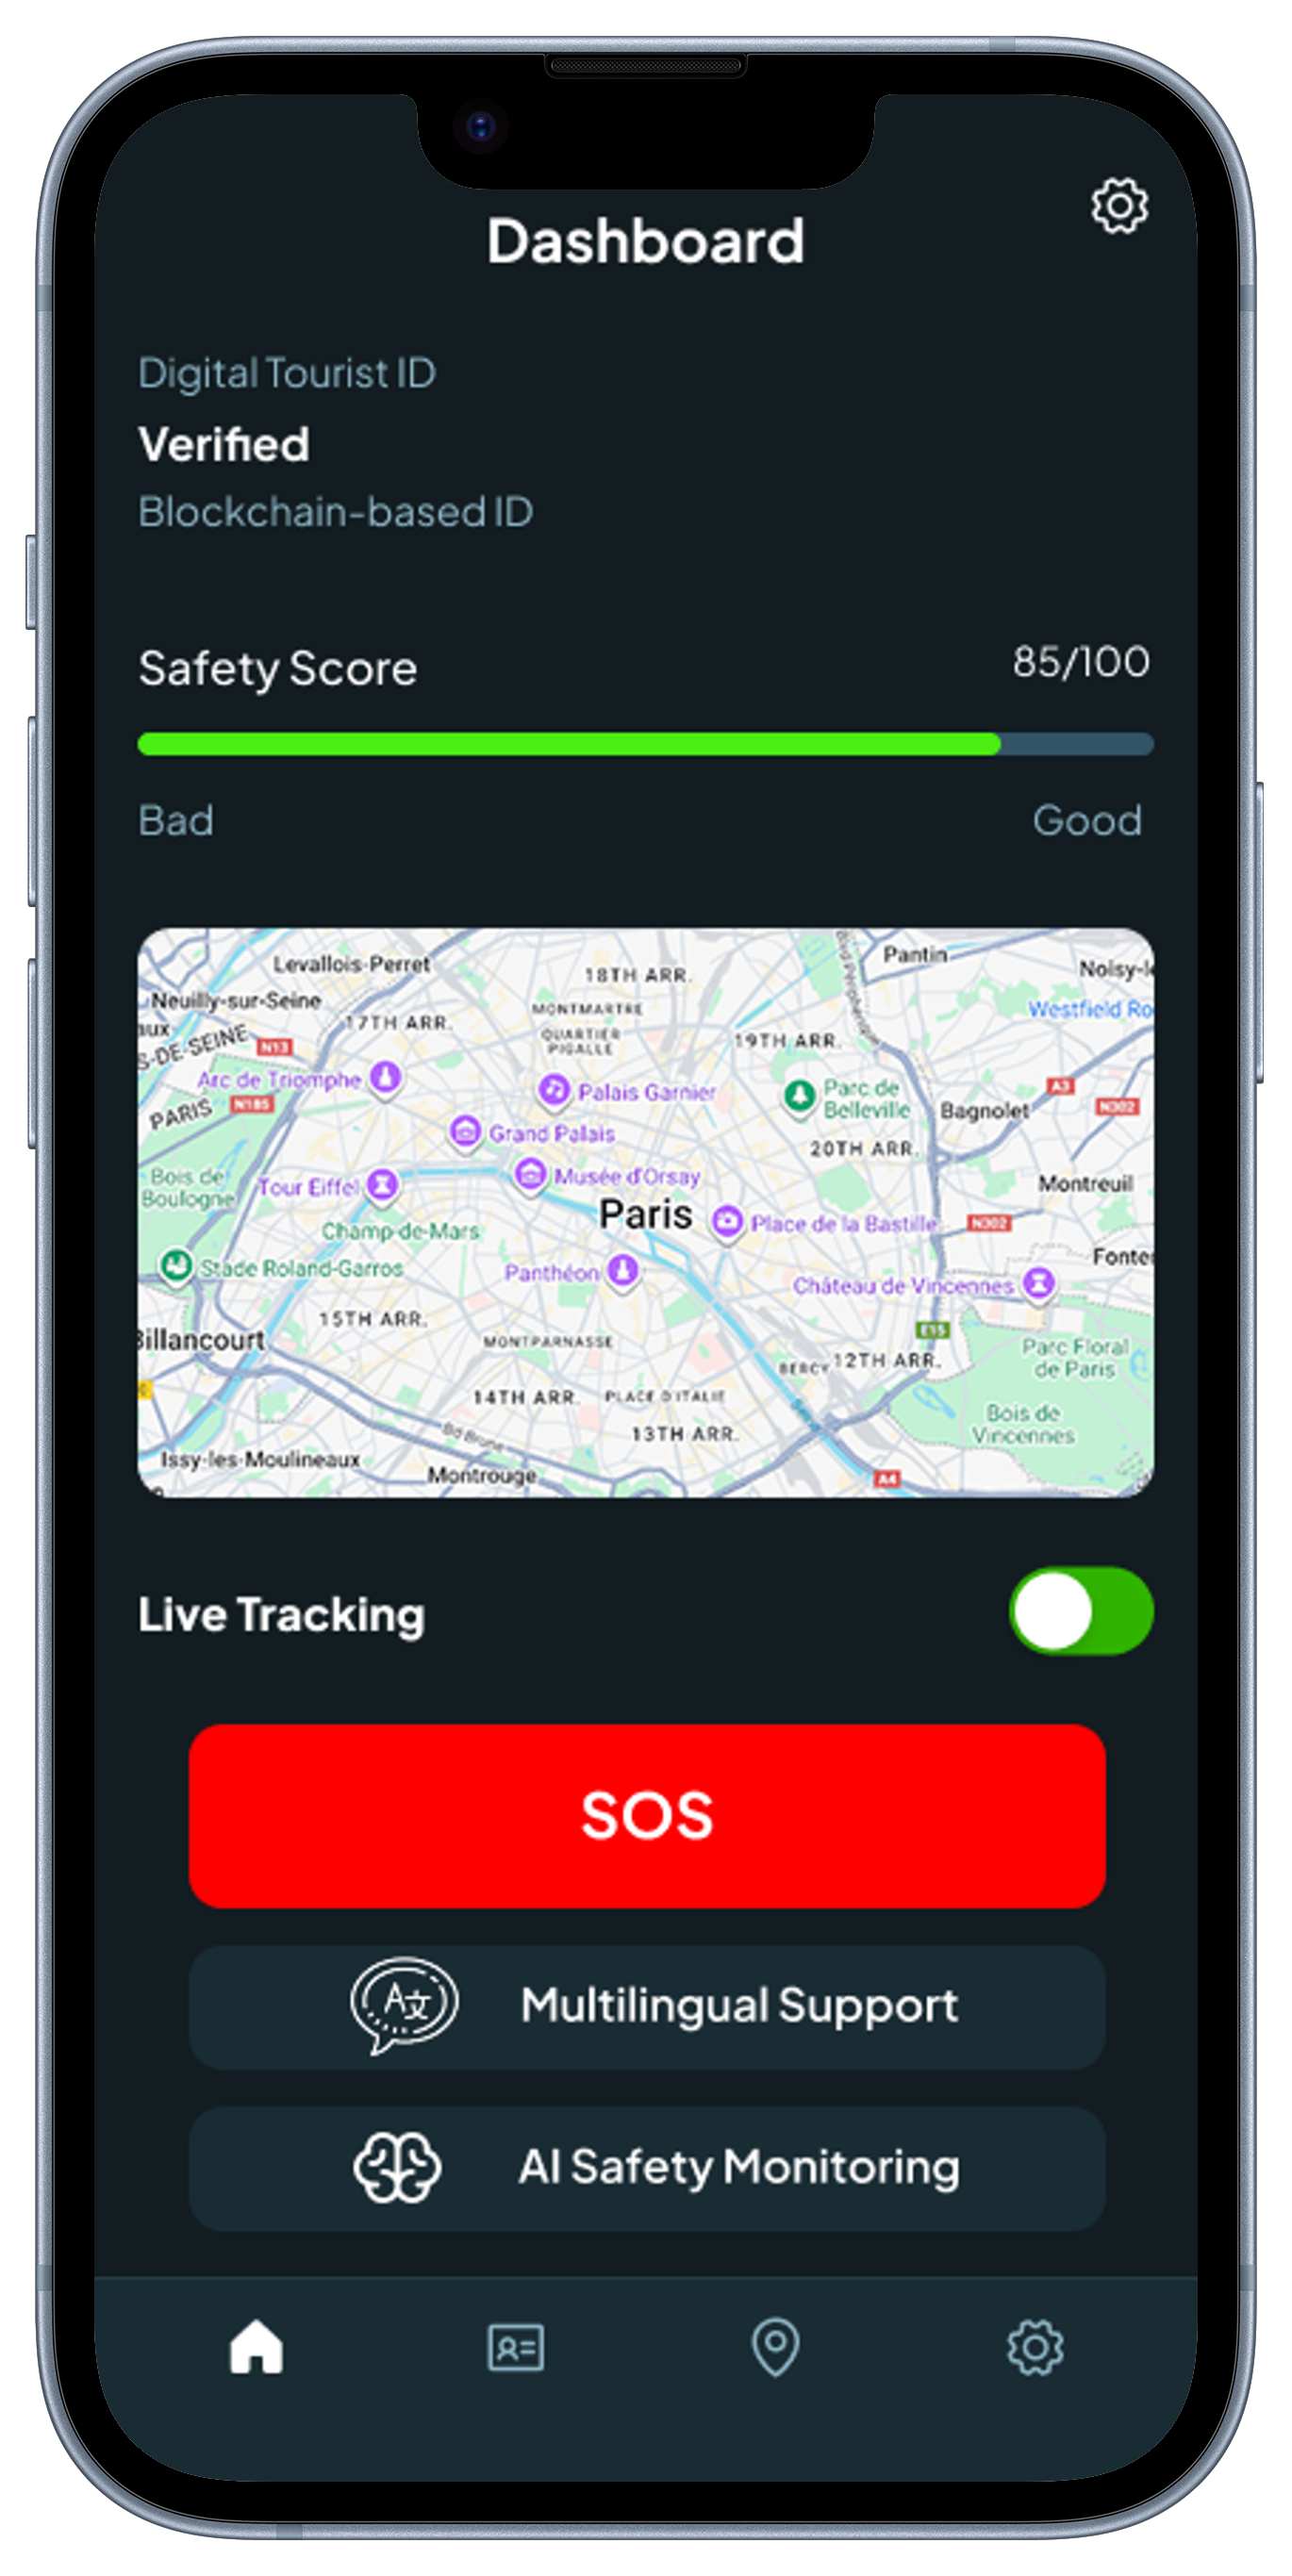 Dashboard
Digital Tourist ID
Verified
Blockchain-based ID
Safety Score
85/100
Bad
Good
Levallois-Perret
18TH ARR.
Pantin
Noisy-le
Neuilly-sur-Seine
MONTMARTRE
Westfield Ro
17TH ARR.
QUARTIER
PIGALLE
19TH ARR.
S-DE-SEINE
N13
Arc de Triomphe
Palais Garnier
Parc de
Belleville
A3
N185
PARIS
Bagnolet
N302
Grand Palais
20TH ARR.
Bois de
Boulogne
Tour Eiffel
Musée d'Orsay
Montreuil
Paris
Place de la Bastille
N302
Champ-de-Mars
Stade Roland-Garros
Panthéon
Château de Vincennes
Fonte
15TH ARR.
Billancourt
MONTPARNASSE
E15
Parc Floral
de Paris
BERCY
12TH ARR.
14TH ARR.
PLACE D'ITALIE
13TH ARR.
Bois de
Vincennes
Issy-les-Moulineaux
Montrouge
A4
Live Tracking
SOS
A文
Multilingual Support
AI Safety Monitoring